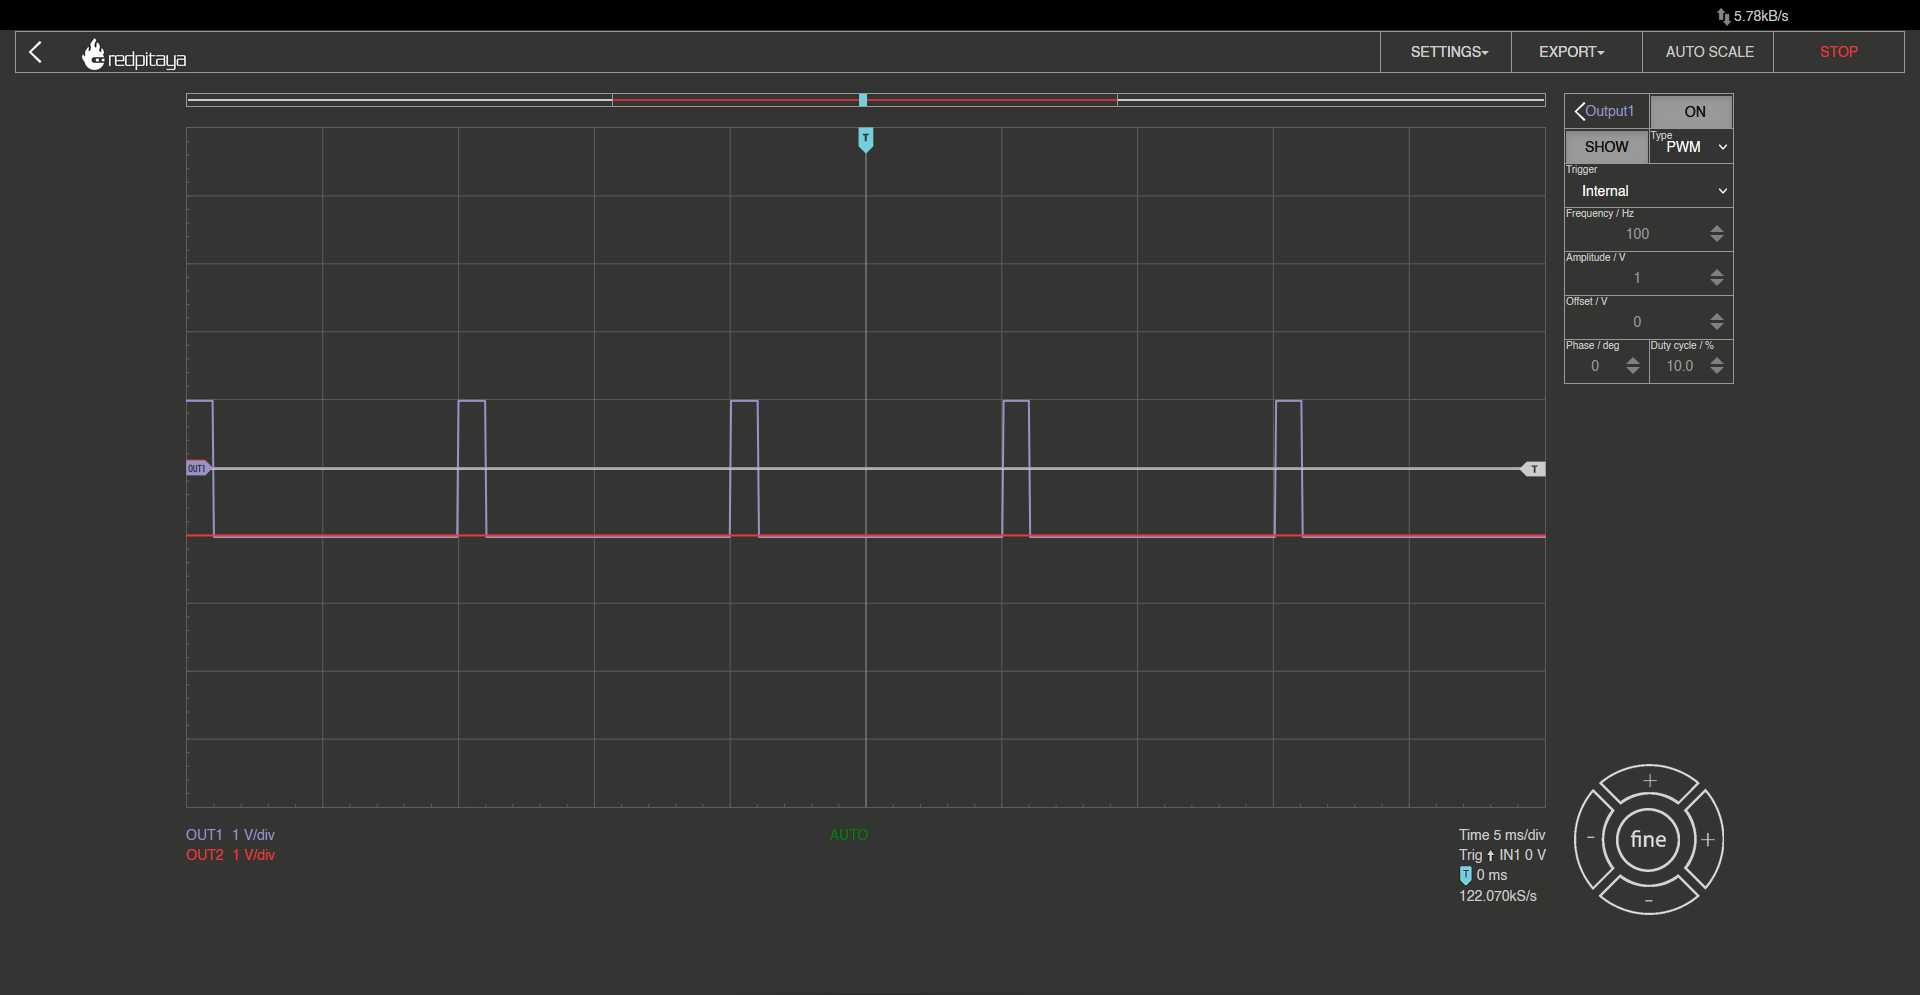 5.78kB/s
redpitaya
SETTINGS
EXPORT
AUTO SCALE
STOP
Output1
ON
SHOW
Type
PWM
Trigger
Internal
Frequency / Hz
100
Amplitude / V
1
Offset / V
0
Phase / deg
Duty cycle / %
0
10.0
T
OUT1
T
OUT1 1 V/div
OUT2 1 V/div
AUTO
Time 5 ms/div
Trig IN1 0 V
T 0 ms
122.070kS/s
+
- fine +
-